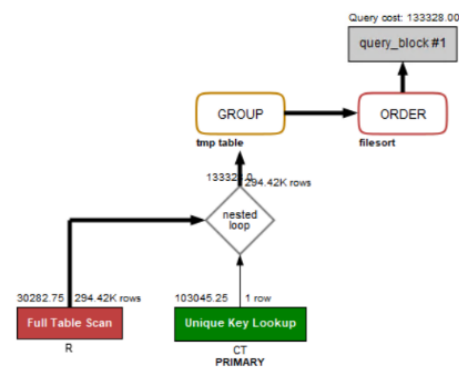 Query cost: 133328.00
query_block #1
GROUP
ORDER
tmp table
filesort
294.42K rows
nested
loop
30282.75
294.42K rows
103045.25
1 row
Full Table Scan
Unique Key Lookup
R
CT
PRIMARY